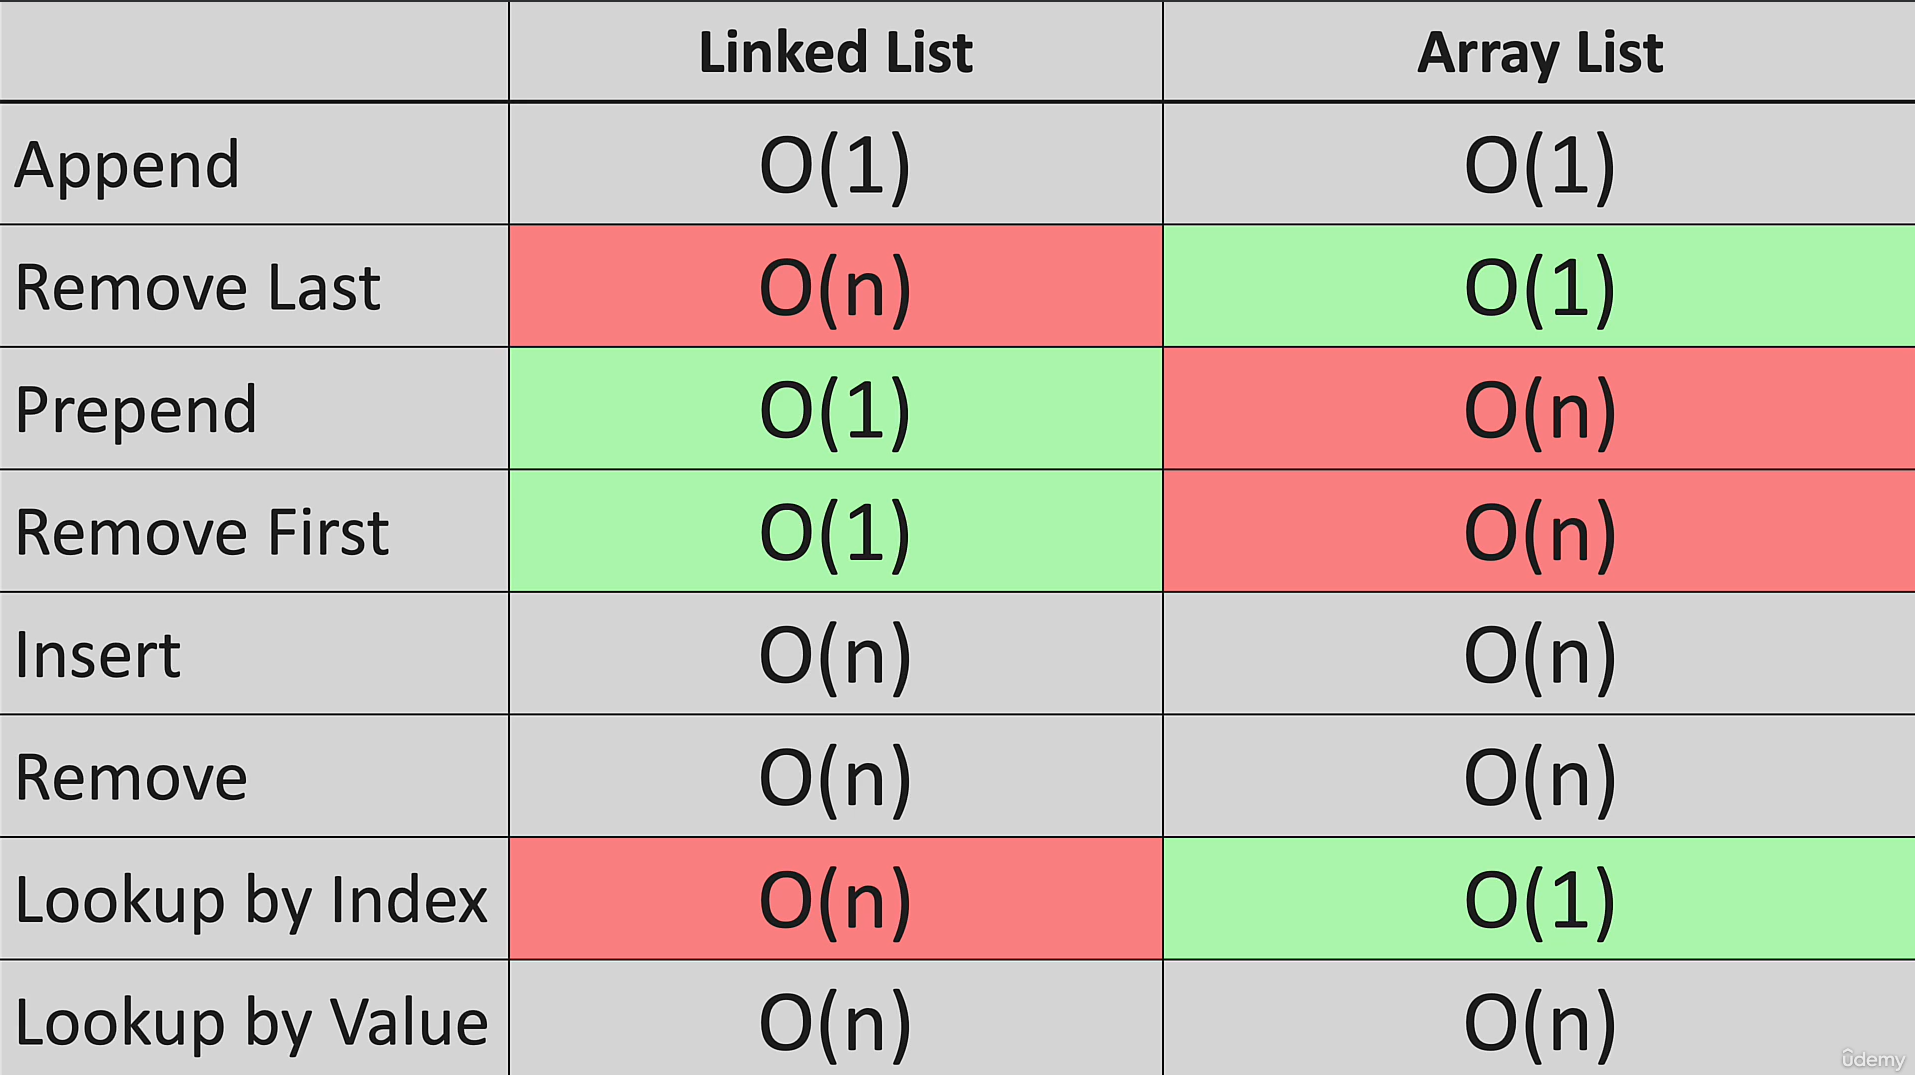 Linked List Array List
Append O(1) O(1)
Remove Last O(n) O(1)
Prepend O(1) O(n)
Remove First O(1) O(n)
Insert O(n) O(n)
Remove O(n) O(n)
Lookup by Index O(n) O(1)
Lookup by Value O(n) O(n)
ûdemy